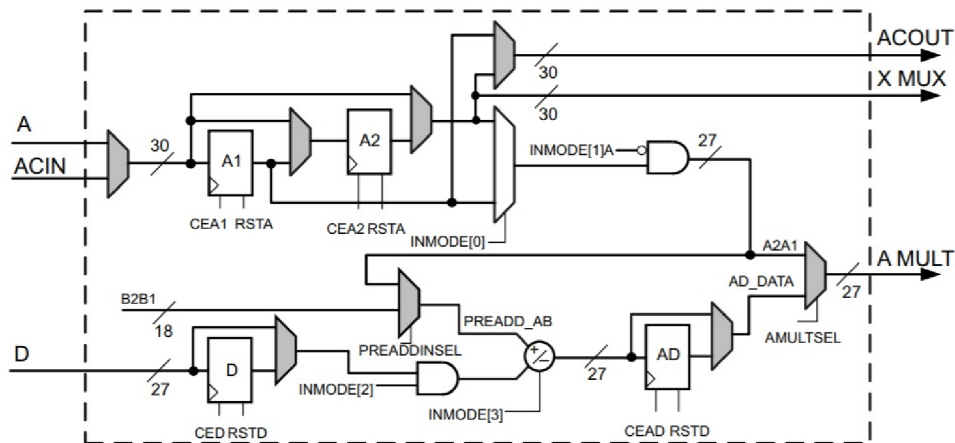 ACOUT
30
X MUX
30
A
ACIN
30
A1
A2
INMODE[1]A
27
CEA1 RSTA
CEA2 RSTA
INMODE[0]
A2A1
A MULT
B2B1
18
AD_DATA
27
PREADD_AB
AMULTSEL
PREADDINSEL
D
27
D
+
–
27
AD
INMODE[2]
INMODE[3]
CED RSTD
CEAD RSTD